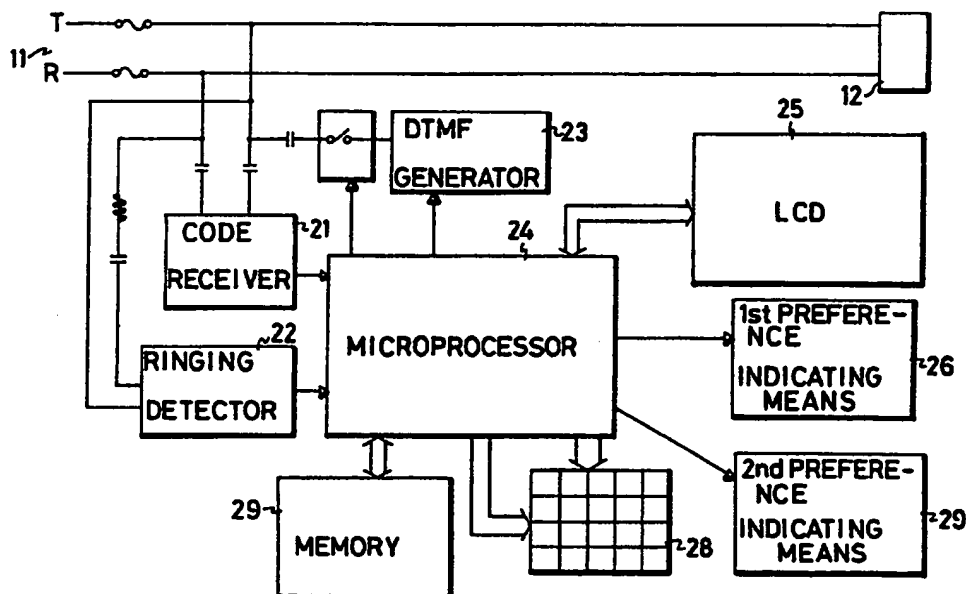 T
11
R
12
DTMF
GENERATOR
23
25
LCD
CODE
RECEIVER
21
24
MICROPROCESSOR
22
RINGING
DETECTOR
1st PREFERE-
NCE
INDICATING
MEANS
26
2nd PREFERE-
NCE
INDICATING
MEANS
29
29
MEMORY
28